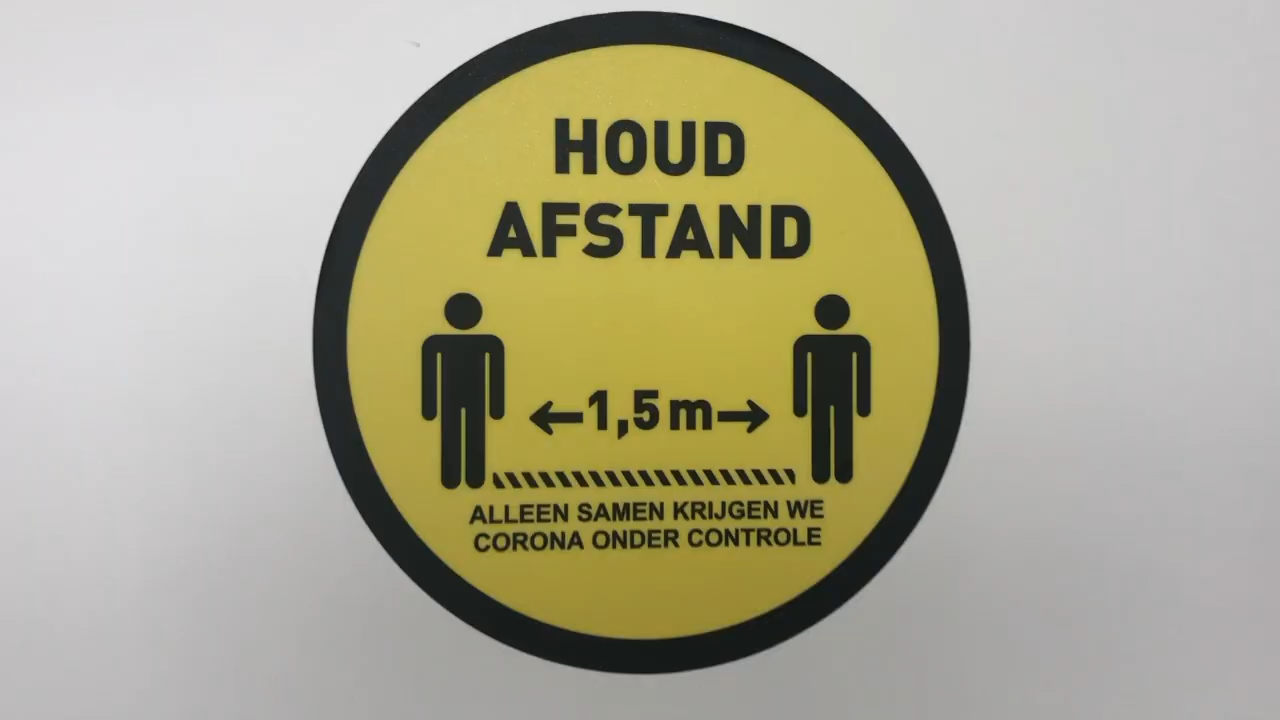 HOUD
AFSTAND
1,5 m
ALLEEN SAMEN KRIJGEN WE
CORONA ONDER CONTROLE